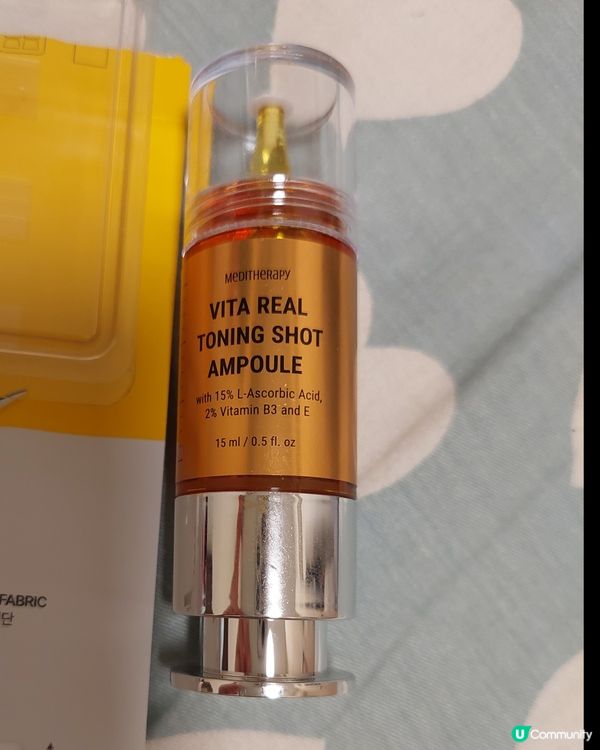 MEDITHERAPY
VITA REAL
TONING SHOT
AMPOULE
with 15% L-Ascorbic Acid,
2% Vitamin B3 and E
15 ml / 0.5 fl. oz
FABRIC
단
U Community